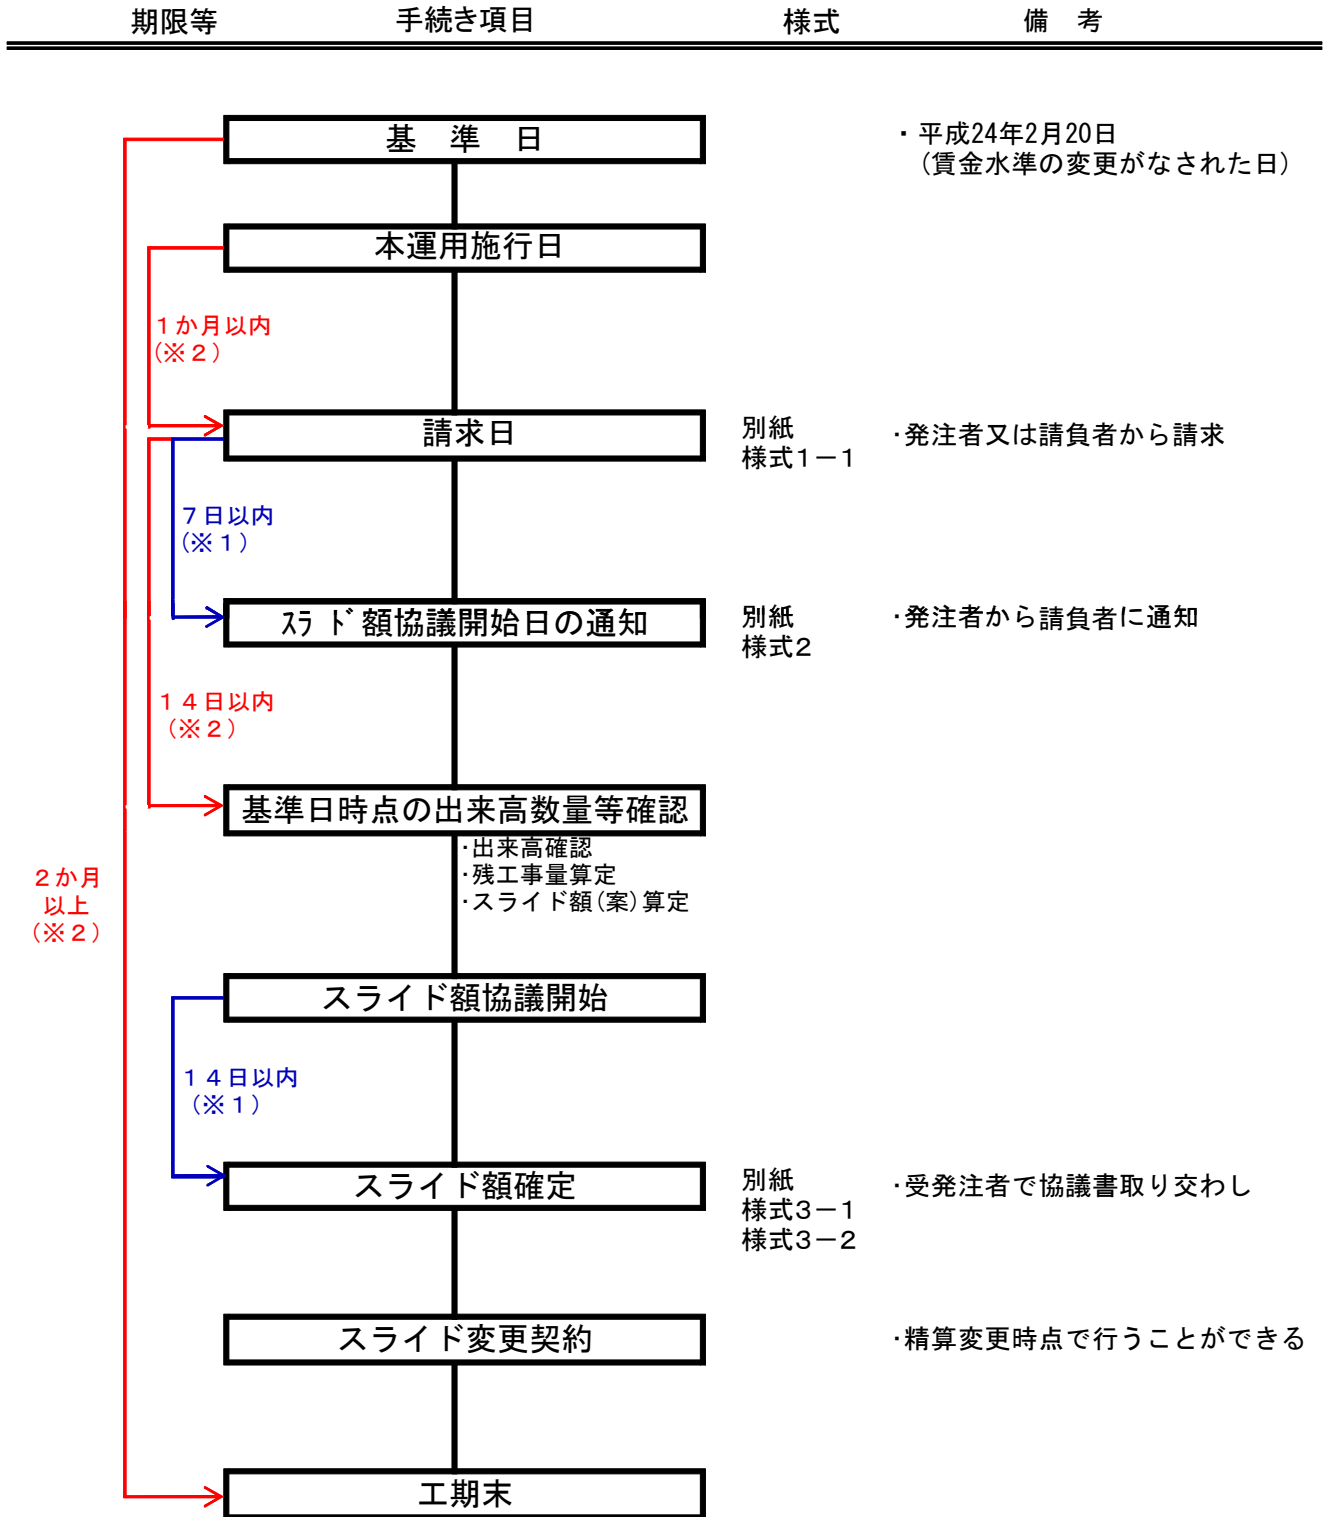 期限等　手続き項目　様式　備　考
基　準　日
・平成24年2月20日
(賃金水準の変更がなされた日)
本運用施行日
１か月以内
(※２)
請求日
別紙
様式1－1
・発注者又は請負者から請求
７日以内
(※１)
ｽﾗ ﾄﾞ額協議開始日の通知
別紙
様式2
・発注者から請負者に通知
１４日以内
(※２)
基準日時点の出来高数量等確認
・出来高確認
・残工事量算定
・スライド額(案)算定
２か月
以上
(※２)
スライド額協議開始
１４日以内
(※１)
スライド額確定
別紙
様式3－1
様式3－2
・受発注者で協議書取り交わし
スライド変更契約
・精算変更時点で行うことができる
工期末